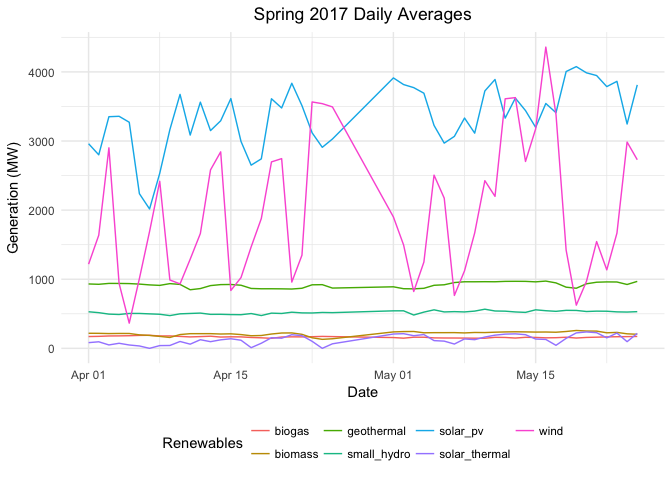 Spring 2017 Daily Averages
Generation (MW)
4000
3000
2000
1000
0
Apr 01 Apr 15 May 01 May 15
Date
Renewables
biogas geothermal solar_pv wind
biomass small_hydro solar_thermal